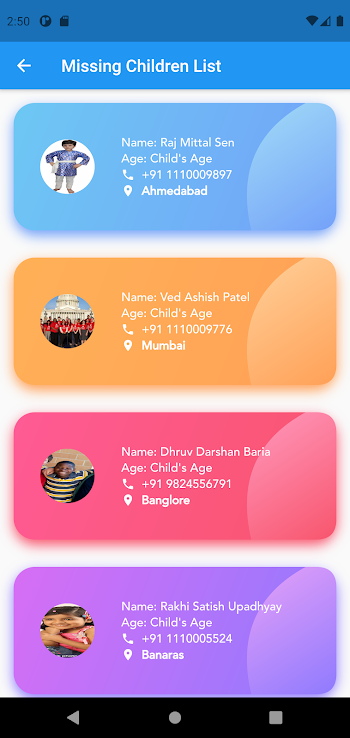 2:50
Missing Children List
Name: Raj Mittal Sen
Age: Child's Age
+91 1110009897
Ahmedabad
Name: Ved Ashish Patel
Age: Child's Age
+91 1110009776
Mumbai
Name: Dhruv Darshan Baria
Age: Child's Age
+91 9824556791
Banglore
Name: Rakhi Satish Upadhyay
Age: Child's Age
+91 1110005524
Banaras